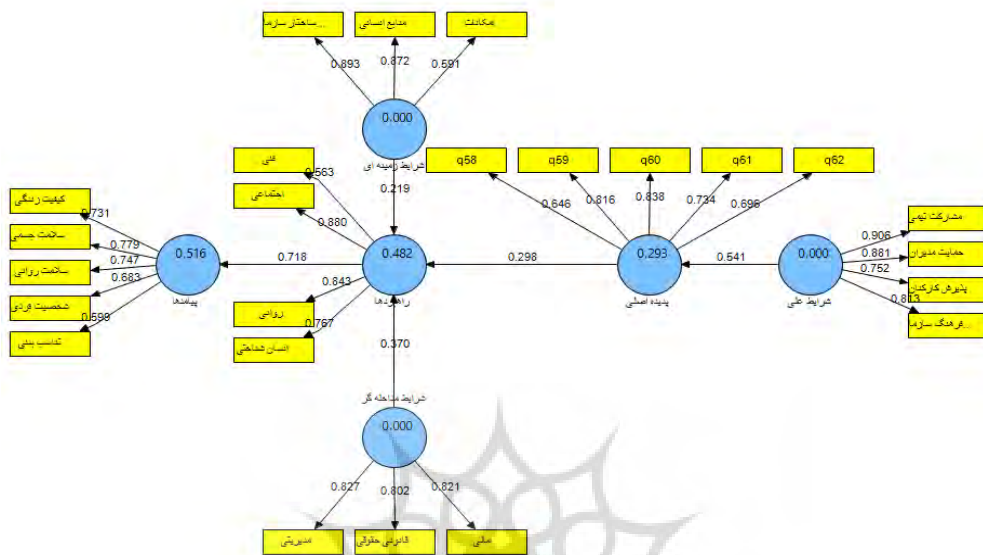 ساختار سازما...
منابع انسانی
امکانات
0.893
0.872
0.591
0.000
شرایط زمینه ای
0.219
فنی
اجتماعی
روانی
انسان شناختی
0.563
0.880
0.843
0.767
0.482
راهبردها
q58
q59
q60
q61
q62
0.646
0.816
0.838
0.734
0.696
0.293
پدیده اصلی
0.298
0.541
0.000
شرایط علی
مشارکت تیمی
حمایت مدیران
پذیرش کارکنان
فرهنگ سازما...
0.906
0.881
0.752
0.813
کیفیت زندگی
سلامت جسمی
سلامت روانی
شخصیت فردی
تناسب بدنی
0.731
0.779
0.747
0.683
0.516
پیامدها
0.718
0.370
شرایط مداخله گر
0.000
0.827
0.802
0.821
مدیریتی
قانونی حقوقی
مالی